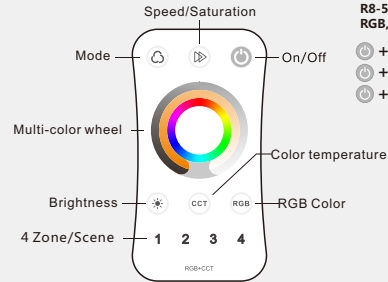 Speed/Saturation
R8-5
RGB,
Mode
On/Off
+
+
+
Multi-color wheel
Color temperature
Brightness
CCT
RGB
RGB Color
4 Zone/Scene
1 2 3 4
RGB+CCT